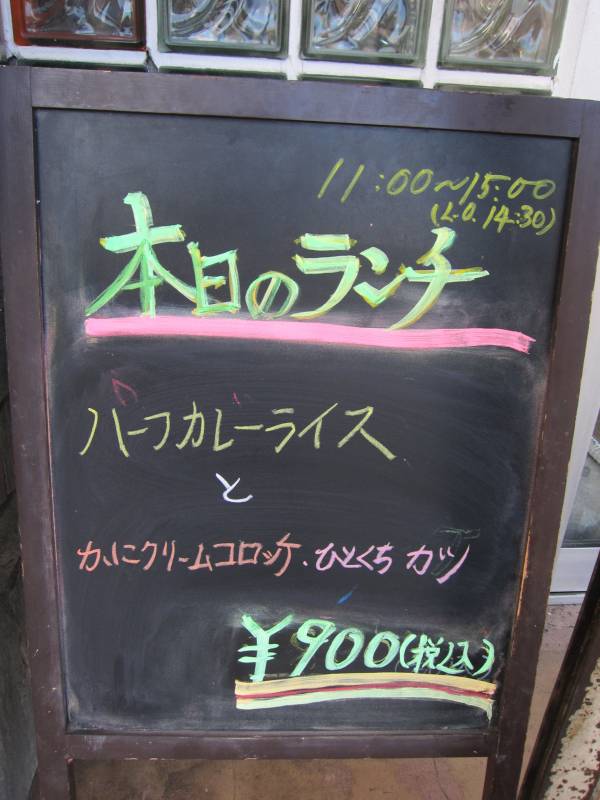 11:00～15:00
(L.O.14:30)
本日のランチ
ハーフカレーライス
と
かにクリームコロッケ、ひとくちカツ
¥900(税込)